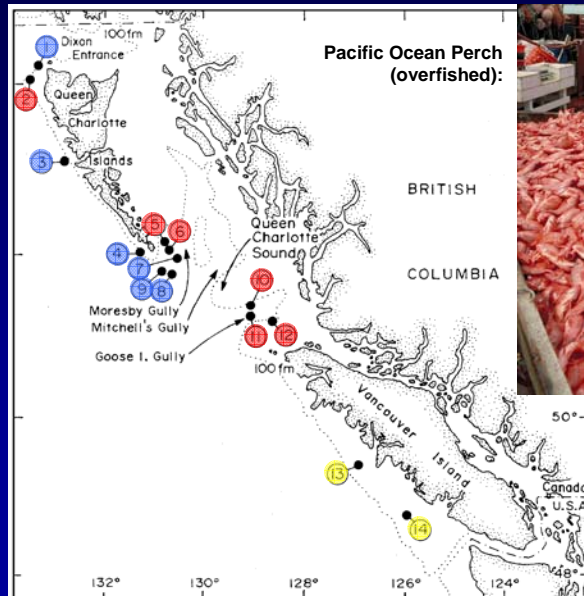 Pacific Ocean Perch
(overfished):
100 fm
1
Dixon
Entrance
2
Queen
Charlotte
Islands
3
BRITISH
COLUMBIA
5
6
4
7
9
8
Queen
Charlotte
Sound
10
Moresby Gully
Mitchell's Gully
Goose I. Gully
11
12
100 fm
Vancouver
Island
50°
13
14
Canada
U.S.A.
48°
132°
130°
128°
126°
124°